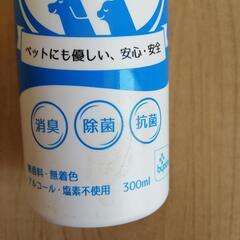 ペットにも優しい、安心・安全
消臭
除菌
抗菌
無香料・無着色
アルコール・塩素不使用
300ml